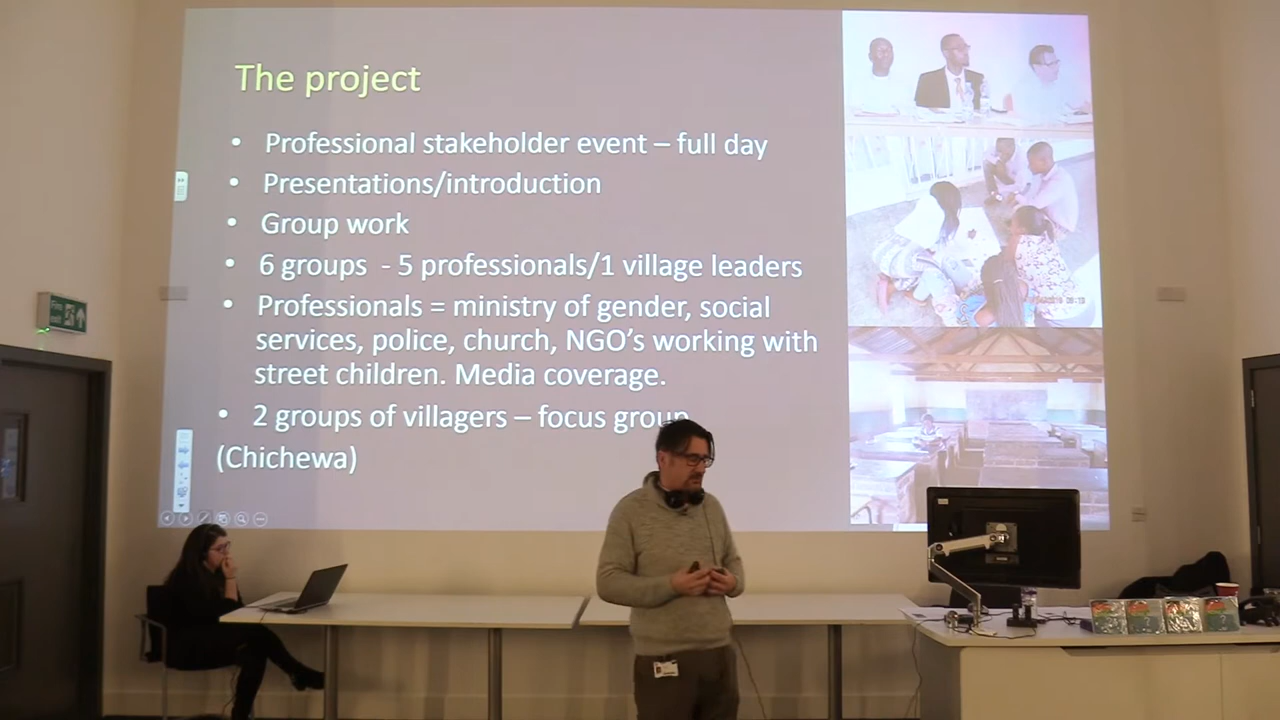 The project
• Professional stakeholder event – full day
• Presentations/introduction
• Group work
• 6 groups - 5 professionals/1 village leaders
• Professionals = ministry of gender, social
services, police, church, NGO's working with
street children. Media coverage.
• 2 groups of villagers – focus group
(Chichewa)